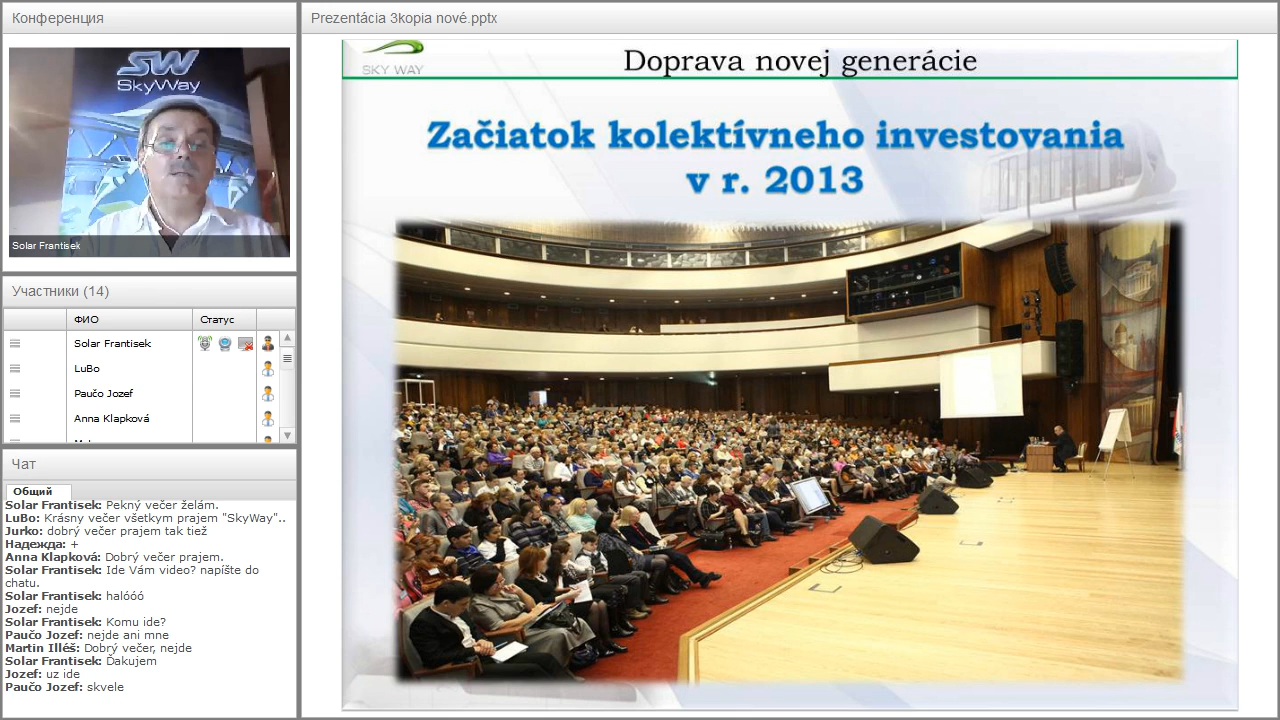 Конференция
SW
SkyWay
Solar Frantisek
Участники (14)
ФИО
Статус
Solar Frantisek
LuBo
Paučo Jozef
Anna Klapková
Чат
Общий
Solar Frantisek: Pekný večer želám.
LuBo: Krásny večer všetkym prajem "SkyWay"..
Jurko: dobrý večer prajem tak tiež
Надежда: +
Anna Klapková: Dobrý večer prajem.
Solar Frantisek: Ide Vám video? napíšte do
chatu.
Solar Frantisek: halóóó
Jozef: nejde
Solar Frantisek: Komu ide?
Paučo Jozef: nejde ani mne
Martin Illéš: Dobrý večer, nejde
Solar Frantisek: Ďakujem
Jozef: uz ide
Paučo Jozef: skvele
Prezentácia 3kopia nové.pptx
SKY WAY
Doprava novej generácie
Začiatok kolektívneho investovania
v r. 2013